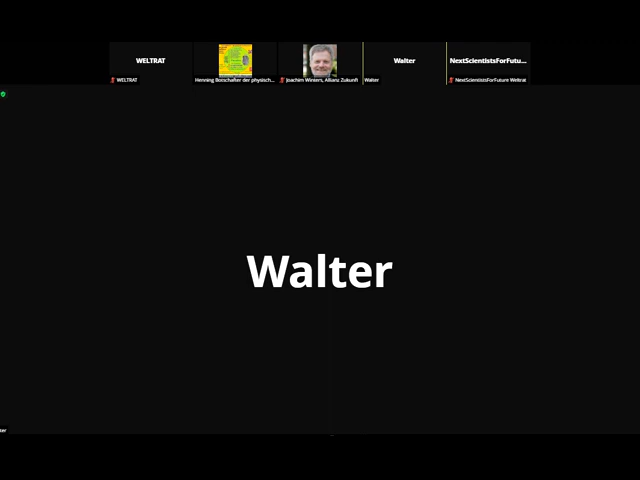 WELTRAT
Walter
NextScientistsForFutu...
WELTRAT
Henning Botschafter der physisch...
Joachim Winters, Allianz Zukunft
Walter
NextScientistsForFuture Weltrat
Walter